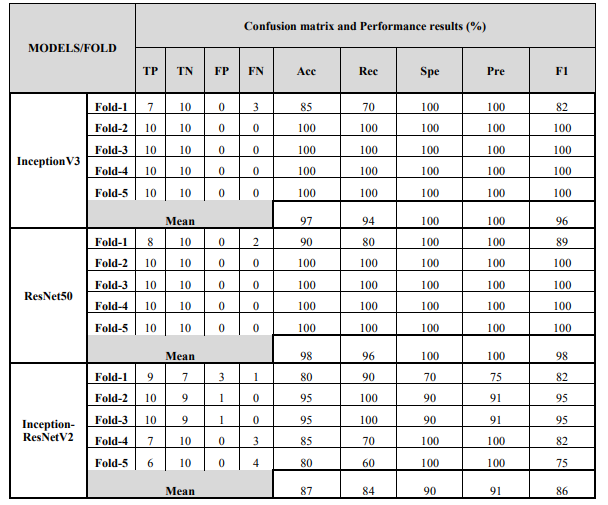 MODELS/FOLD Confusion matrix and Performance results (%)
TP TN FP FN Acc Rec Spe Pre F1
InceptionV3
Fold-1 7 10 0 3 85 70 100 100 82
Fold-2 10 10 0 0 100 100 100 100 100
Fold-3 10 10 0 0 100 100 100 100 100
Fold-4 10 10 0 0 100 100 100 100 100
Fold-5 10 10 0 0 100 100 100 100 100
Mean 97 94 100 100 96
ResNet50
Fold-1 8 10 0 2 90 80 100 100 89
Fold-2 10 10 0 0 100 100 100 100 100
Fold-3 10 10 0 0 100 100 100 100 100
Fold-4 10 10 0 0 100 100 100 100 100
Fold-5 10 10 0 0 100 100 100 100 100
Mean 98 96 100 100 98
Inception-
ResNetV2
Fold-1 9 7 3 1 80 90 70 75 82
Fold-2 10 9 1 0 95 100 90 91 95
Fold-3 10 9 1 0 95 100 90 91 95
Fold-4 7 10 0 3 85 70 100 100 82
Fold-5 6 10 0 4 80 60 100 100 75
Mean 87 84 90 91 86